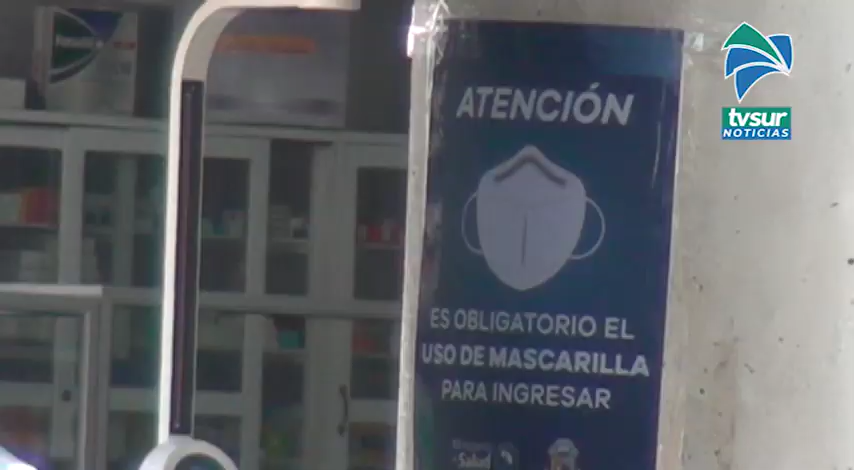 ATENCIÓN
ES OBLIGATORIO EL
USO DE MASCARILLA
PARA INGRESAR
Salud
tvsur
NOTICIAS